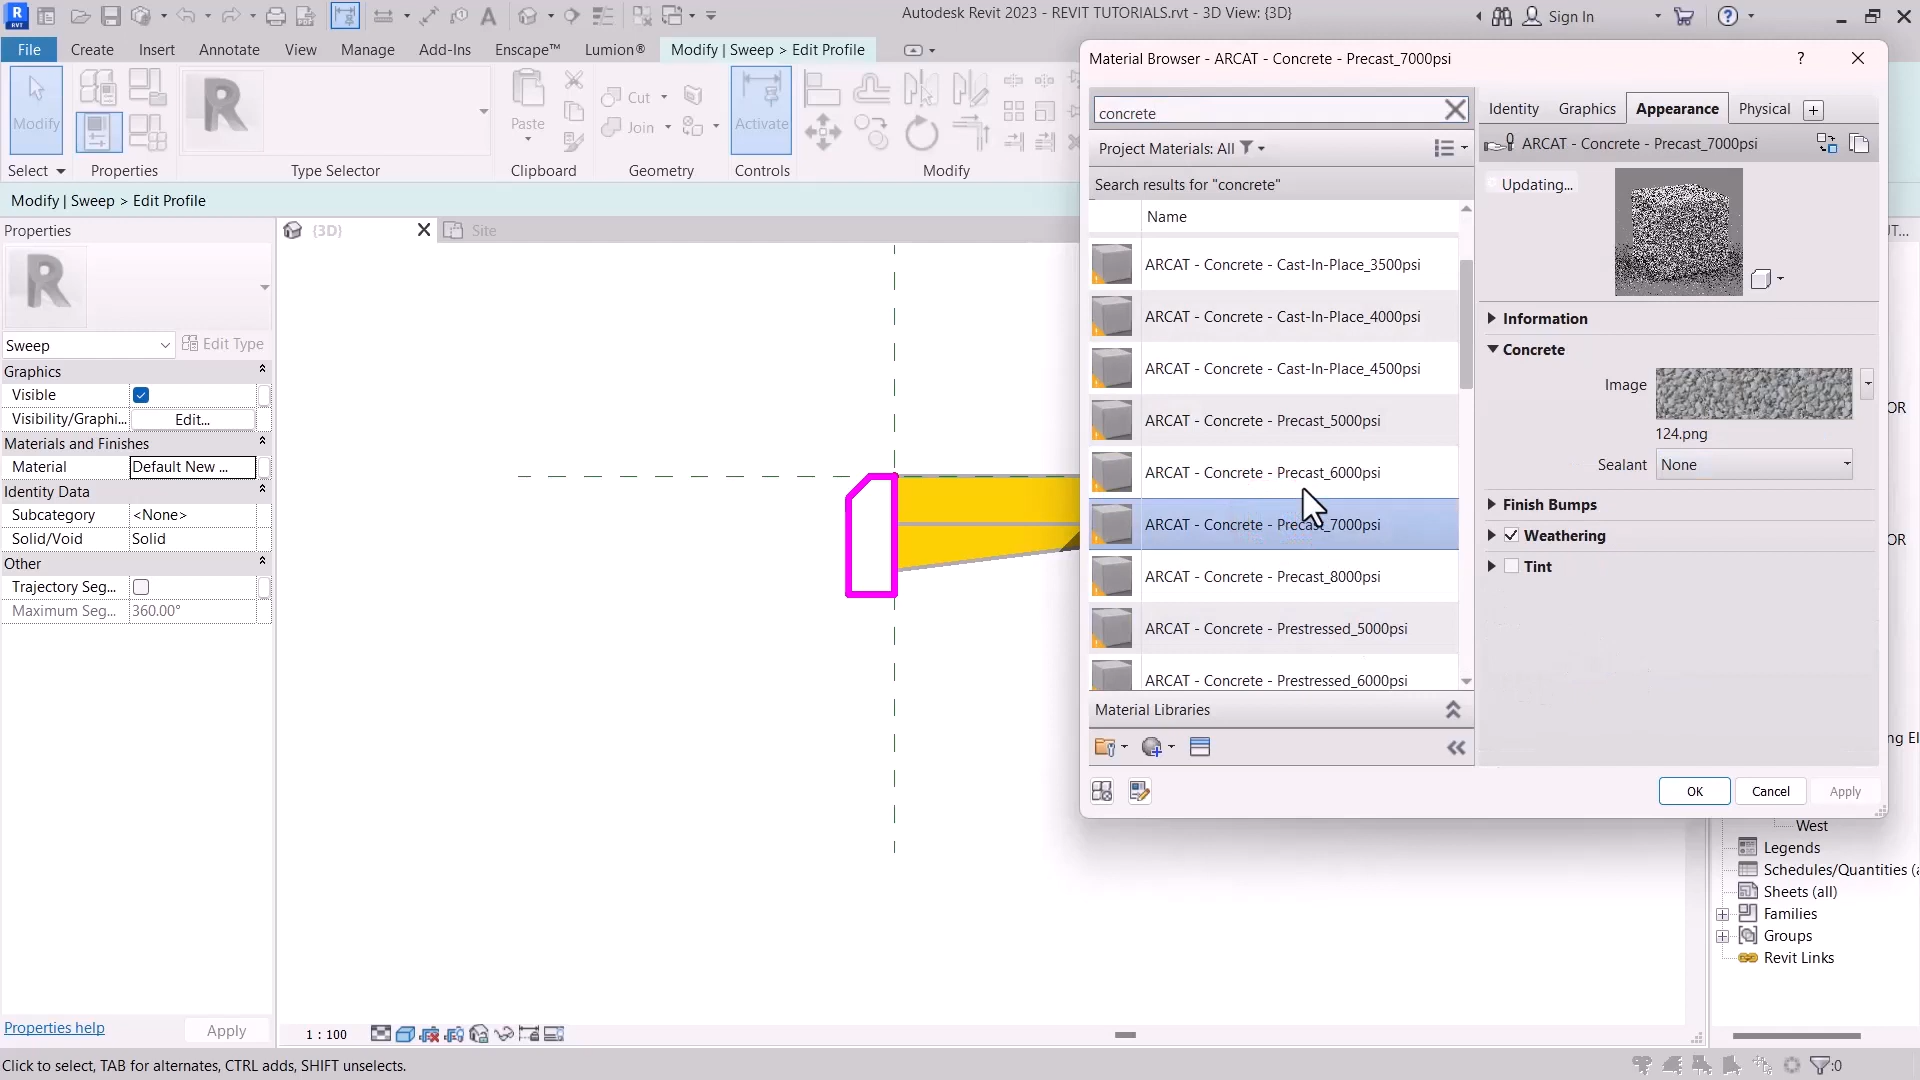 Autodesk Revit 2023 - REVIT TUTORIALS.rvt - 3D View: {3D}
Sign In
File Create Insert Annotate View Manage Add-Ins Enscape™ Lumion® Modify | Sweep > Edit Profile
Modify
Paste
Cut
Join
Activate
Select Properties Type Selector Clipboard Geometry Controls Modify
Modify | Sweep > Edit Profile
Properties
{3D}
Site
Sweep
Edit Type
Graphics
Visible
Visibility/Graphi... Edit...
Materials and Finishes
Material Default New ...
Identity Data
Subcategory <None>
Solid/Void Solid
Other
Trajectory Seg...
Maximum Seg... 360.00°
Properties help
Apply
1 : 100
Click to select, TAB for alternates, CTRL adds, SHIFT unselects.
Material Browser - ARCAT - Concrete - Precast_7000psi
concrete
Project Materials: All
Search results for "concrete"
Name
ARCAT - Concrete - Cast-In-Place_3500psi
ARCAT - Concrete - Cast-In-Place_4000psi
ARCAT - Concrete - Cast-In-Place_4500psi
ARCAT - Concrete - Precast_5000psi
ARCAT - Concrete - Precast_6000psi
ARCAT - Concrete - Precast_7000psi
ARCAT - Concrete - Precast_8000psi
ARCAT - Concrete - Prestressed_5000psi
ARCAT - Concrete - Prestressed_6000psi
Material Libraries
Identity Graphics Appearance Physical
ARCAT - Concrete - Precast_7000psi
Updating...
Information
Concrete
Image
124.png
Sealant None
Finish Bumps
Weathering
Tint
OK Cancel Apply
West
Legends
Schedules/Quantities (a
Sheets (all)
Families
Groups
Revit Links
:0